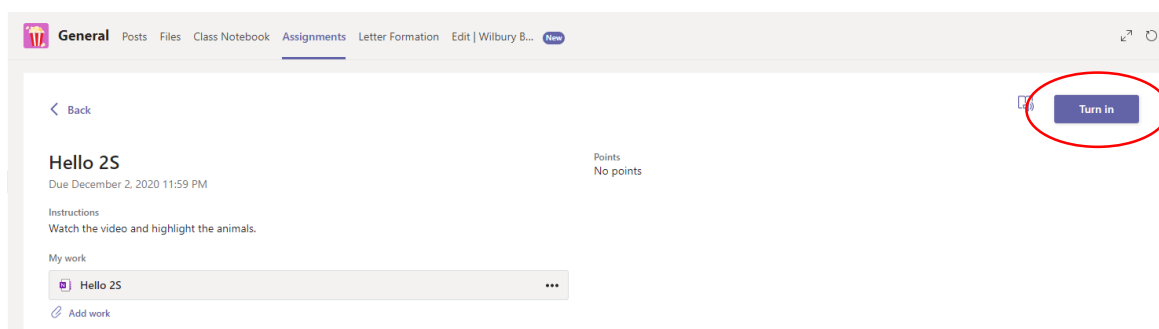 General Posts Files Class Notebook Assignments Letter Formation Edit | Wilbury B... New
Back
Turn in
Hello 2S
Due December 2, 2020 11:59 PM
Points
No points
Instructions
Watch the video and highlight the animals.
My work
Hello 2S •••
Add work